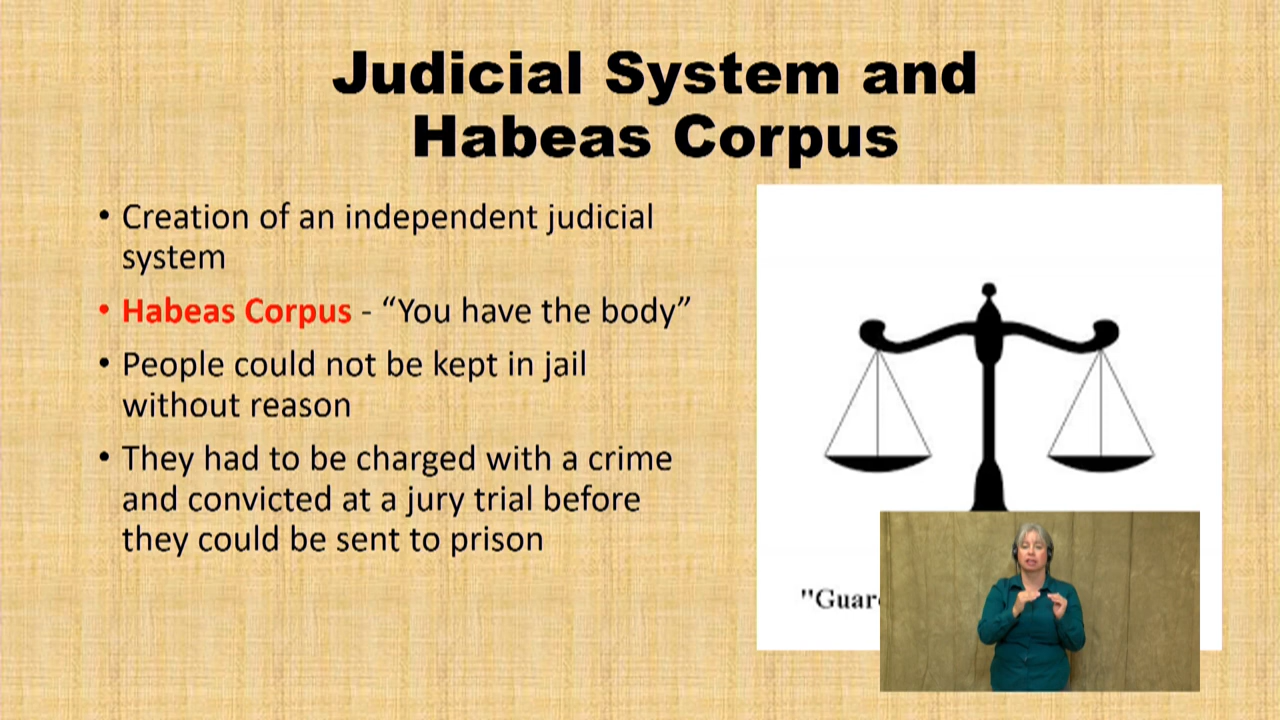 Judicial System and
Habeas Corpus
• Creation of an independent judicial
system
• Habeas Corpus - “You have the body”
• People could not be kept in jail
without reason
• They had to be charged with a crime
and convicted at a jury trial before
they could be sent to prison